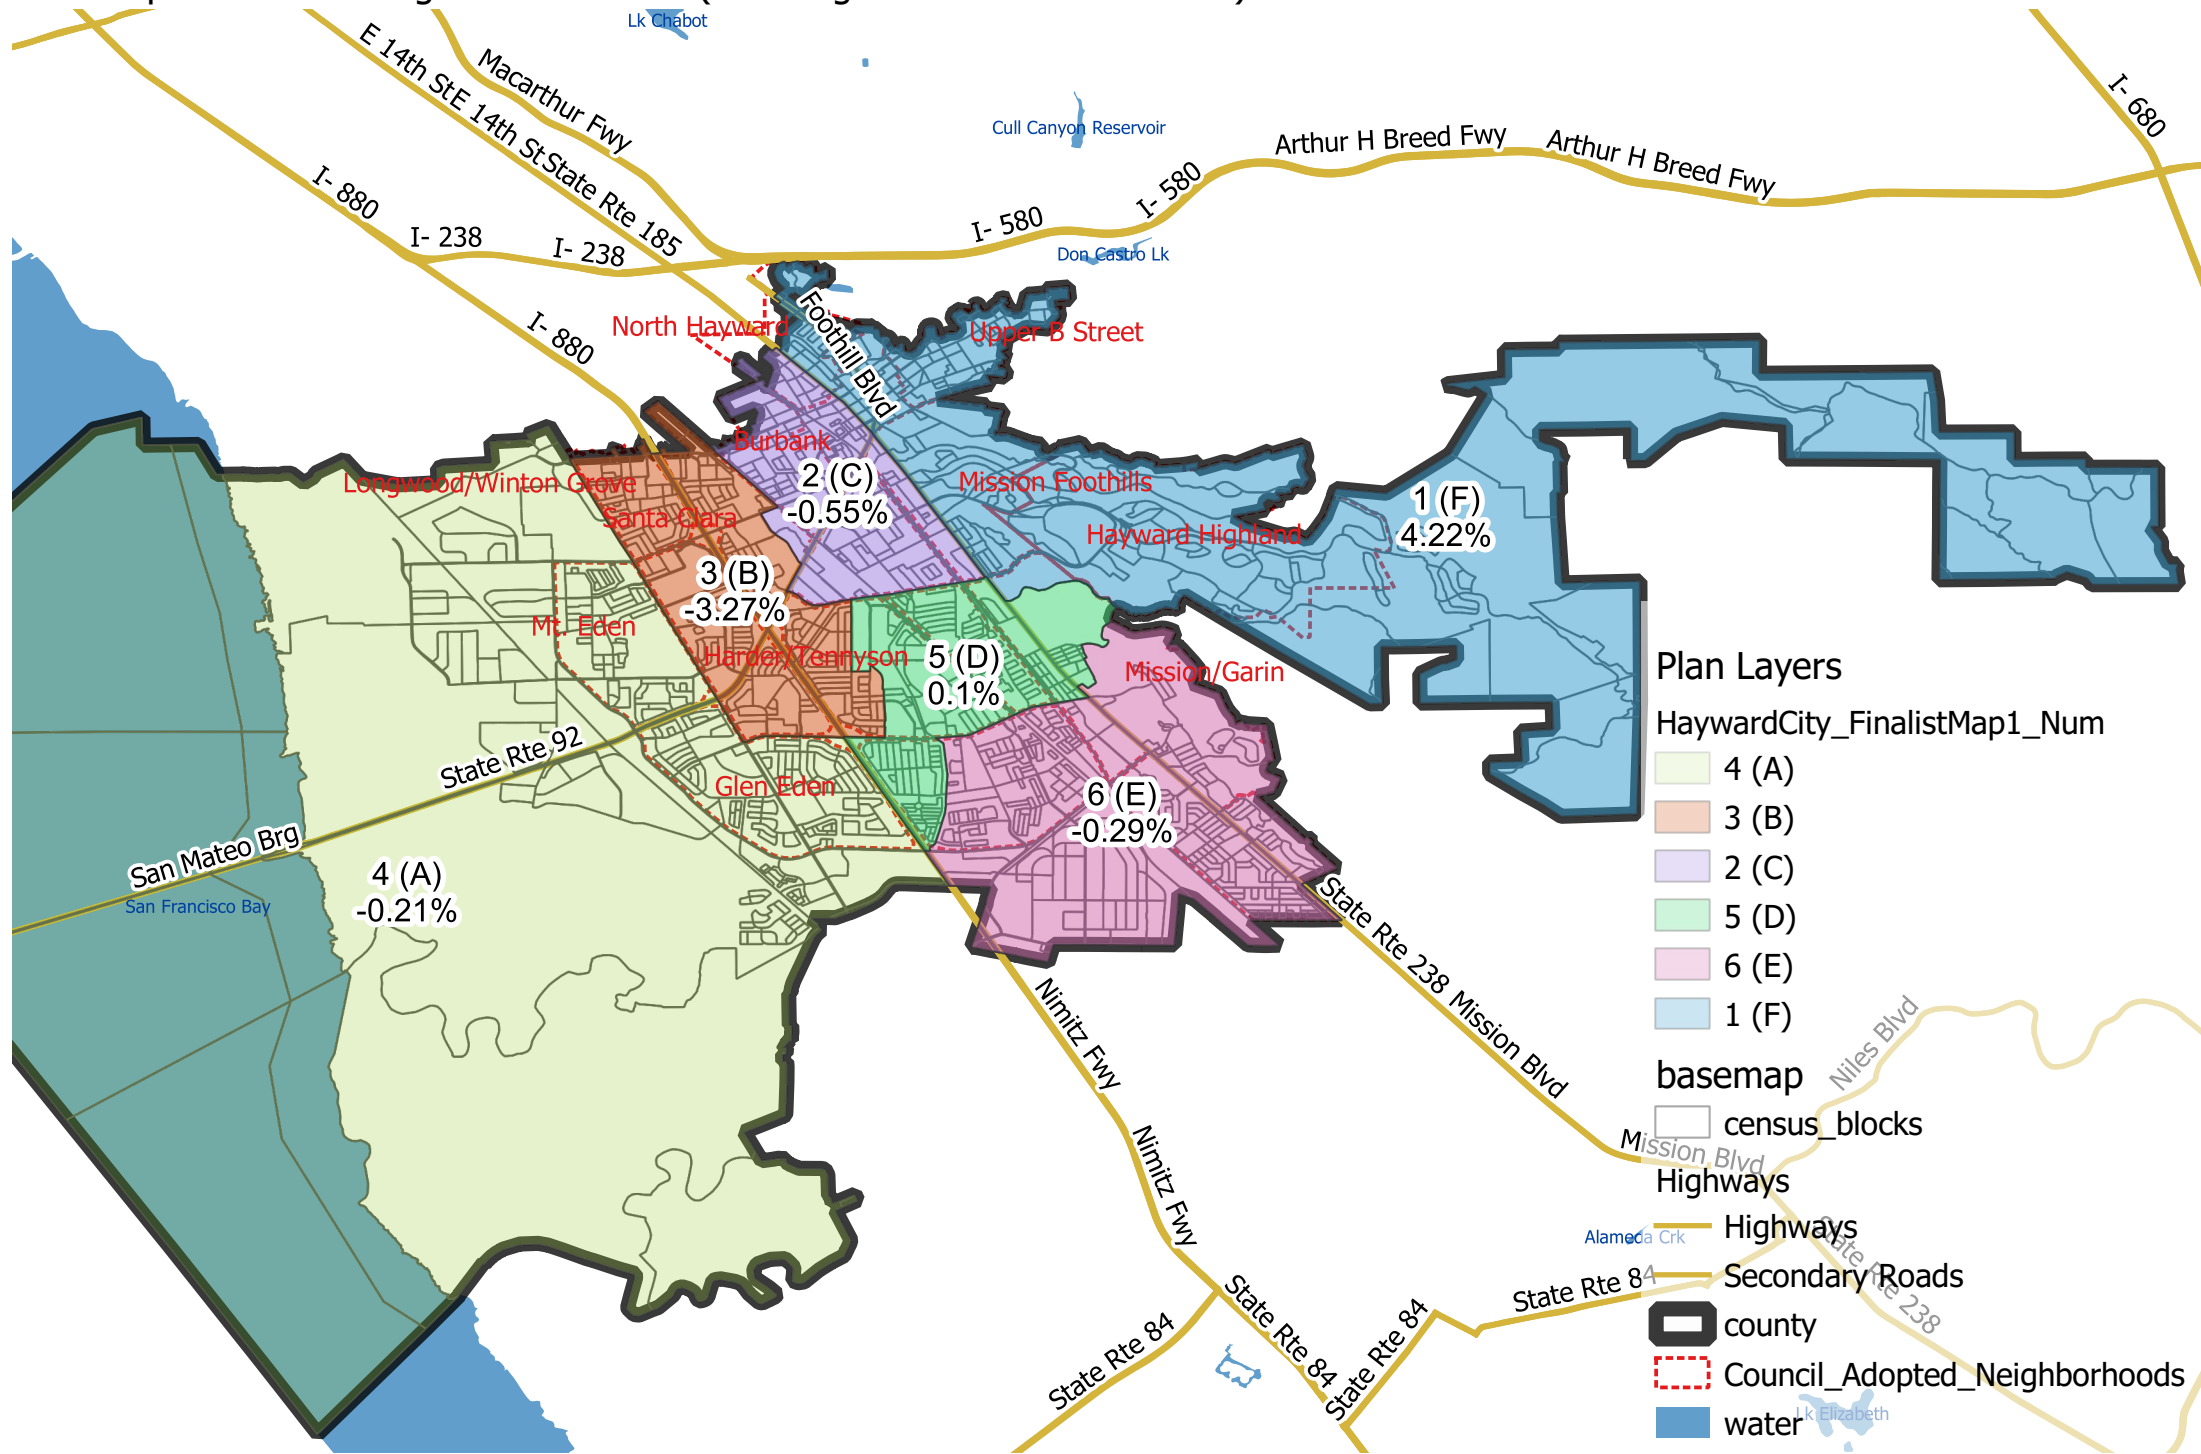 Lk Chabot
E 14th St
E 14th St
State Rte 185
Macarthur Fwy
Cull Canyon Reservoir
Arthur H Breed Fwy
Arthur H Breed Fwy
I- 680
I- 880
I- 238
I- 238
I- 580
I- 580
Don Castro Lk
I- 880
North Hayward
Foothill Blvd
Upper B Street
Burbank
Longwood/Winton Grove
Santa Clara
2 (C)
-0.55%
Mission Foothills
Hayward Highland
1 (F)
4.22%
3 (B)
-3.27%
Mt. Eden
Harder/Tennyson
5 (D)
0.1%
Mission/Garin
State Rte 92
Glen Eden
6 (E)
-0.29%
San Mateo Brg
San Francisco Bay
4 (A)
-0.21%
State Rte 238
Mission Blvd
Nimitz Fwy
Nimitz Fwy
Mission Blvd
Niles Blvd
Alameda Crk
State Rte 84
State Rte 84
State Rte 84
State Rte 84
State Rte 238
Lk Elizabeth
Plan Layers
HaywardCity_FinalistMap1_Num
4 (A)
3 (B)
2 (C)
5 (D)
6 (E)
1 (F)
basemap
census_blocks
Highways
Highways
Secondary Roads
county
Council_Adopted_Neighborhoods
water